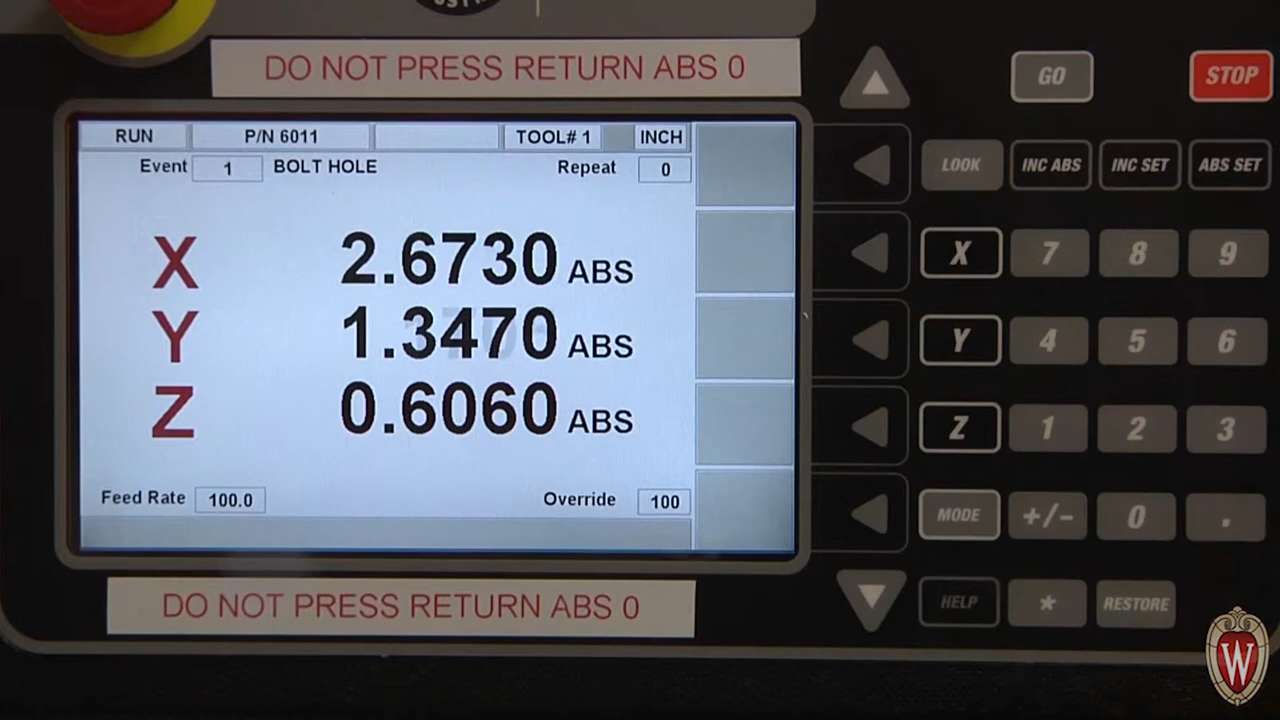 DO NOT PRESS RETURN ABS 0
GO
STOP
RUN
P/N 6011
TOOL# 1
INCH
Event 1 BOLT HOLE
Repeat 0
LOOK
INC ABS
INC SET
ABS SET
X 2.6730 ABS
X
7
8
9
Y 1.3470 ABS
Y
4
5
6
Z 0.6060 ABS
Z
1
2
3
Feed Rate 100.0
Override 100
MODE
+/-
0
.
DO NOT PRESS RETURN ABS 0
HELP
*
RESTORE
W